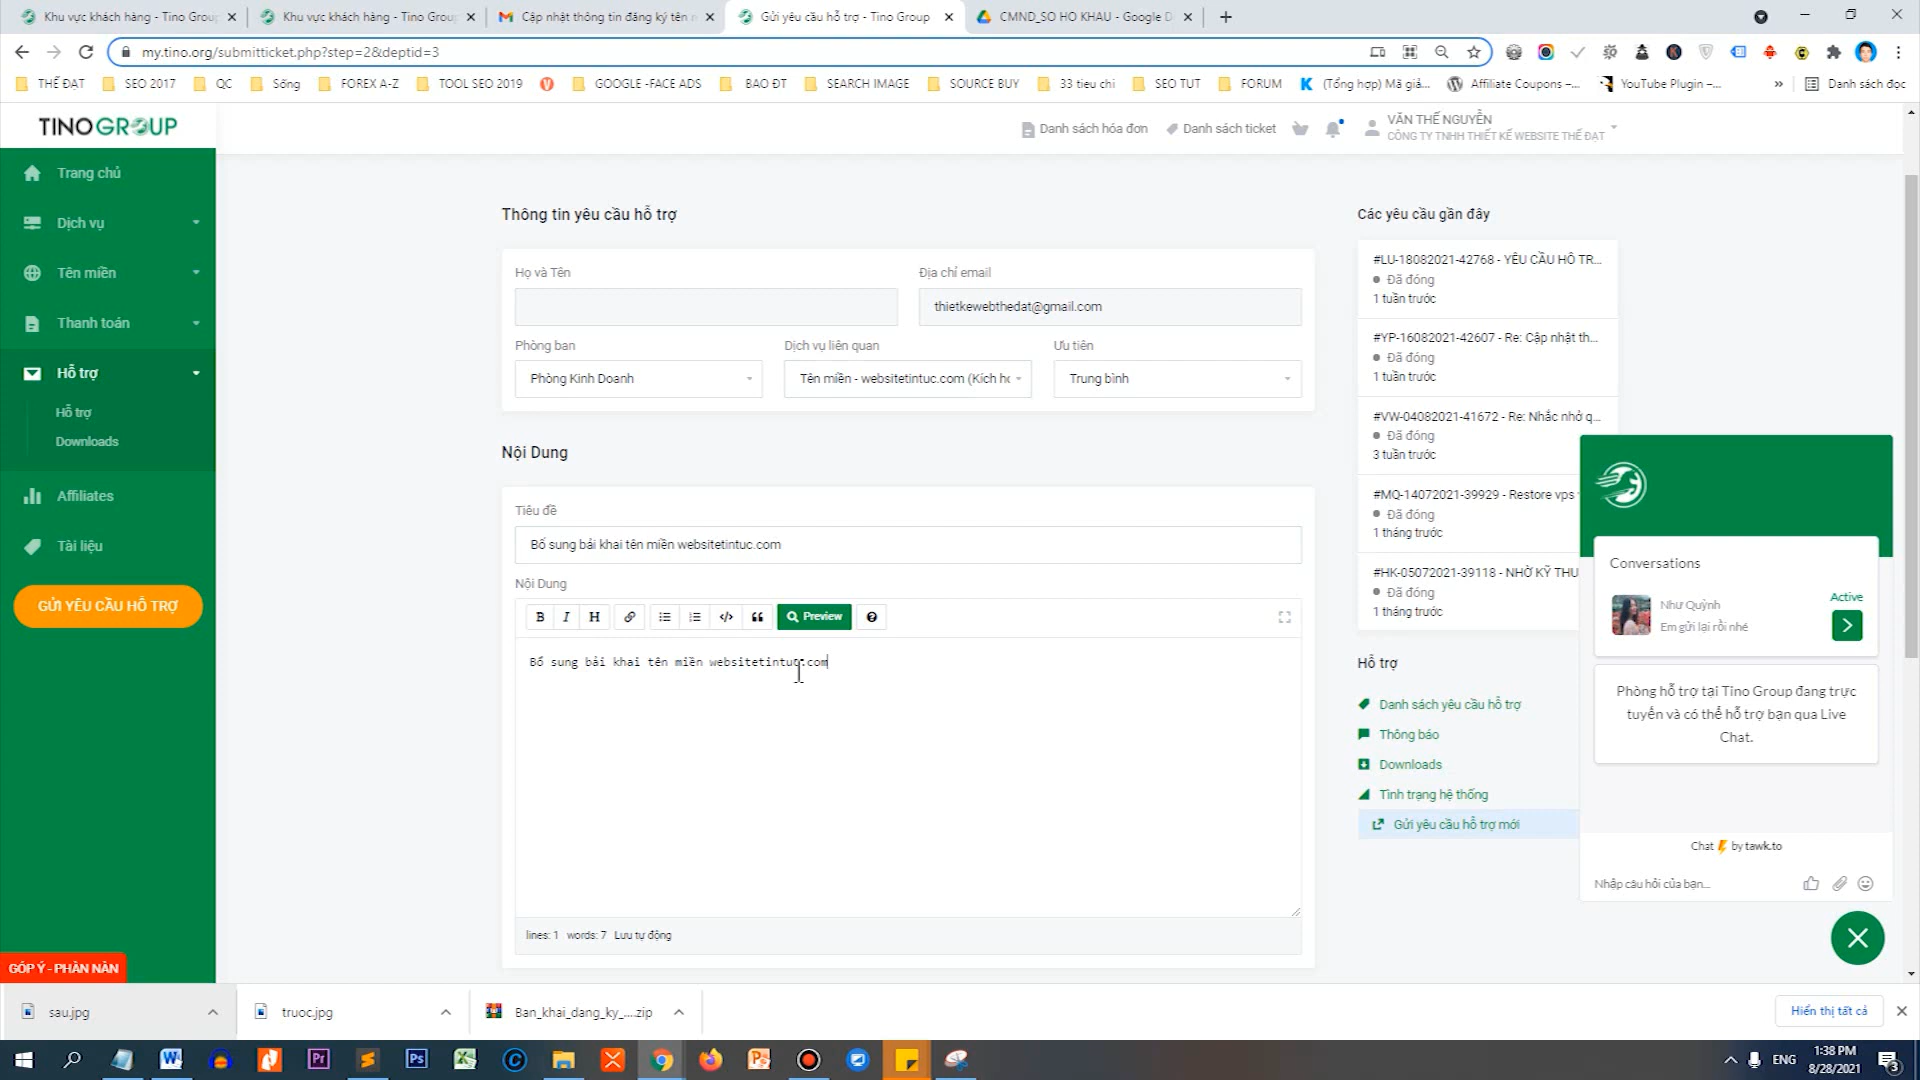 Khu vực khách hàng - Tino Grou
Khu vực khách hàng - Tino Grou
Cập nhật thông tin đăng ký tên
Gửi yêu cầu hỗ trợ - Tino Group
CMND_SO HO KHAU - Google D
my.tino.org/submitticket.php?step=2&deptid=3
THẾ ĐẠT
SEO 2017
QC
Sống
FOREX A-Z
TOOL SEO 2019
GOOGLE -FACE ADS
BAO ĐT
SEARCH IMAGE
SOURCE BUY
33 tieu chi
SEO TUT
FORUM
(Tổng hợp) Mã giả...
Affiliate Coupons –...
YouTube Plugin –...
»
Danh sách đọc
TINOGROUP
Danh sách hóa đơn
Danh sách ticket
VĂN THẾ NGUYỄN
CÔNG TY TNHH THIẾT KẾ WEBSITE THẾ ĐẠT
Trang chủ
Dịch vụ
Tên miền
Thanh toán
Hỗ trợ
Hỗ trợ
Downloads
Affiliates
Tài liệu
GỬI YÊU CẦU HỖ TRỢ
GÓP Ý - PHÀN NÀN
Thông tin yêu cầu hỗ trợ
Họ và Tên
Địa chỉ email
thietkewebthedat@gmail.com
Phòng ban
Dịch vụ liên quan
Ưu tiên
Phòng Kinh Doanh
Tên miền - websitetintuc.com (Kích hc
Trung bình
Nội Dung
Tiêu đề
Bổ sung bải khai tên miền websitetintuc.com
Nội Dung
B I H
Preview
Bổ sung bải khai tên miền websitetintuc.com
lines: 1 words: 7 Lưu tự động
Các yêu cầu gần đây
#LU-18082021-42768 - YÊU CẦU HỖ TR...
Đã đóng
1 tuần trước
#YP-16082021-42607 - Re: Cập nhật th...
Đã đóng
1 tuần trước
#VW-04082021-41672 - Re: Nhắc nhở q...
Đã đóng
3 tuần trước
#MQ-14072021-39929 - Restore vps
Đã đóng
1 tháng trước
#HK-05072021-39118 - NHỜ KỸ THU
Đã đóng
1 tháng trước
Hỗ trợ
Danh sách yêu cầu hỗ trợ
Thông báo
Downloads
Tình trạng hệ thống
Gửi yêu cầu hỗ trợ mới
Conversations
Như Quỳnh
Em gửi lại rồi nhé
Active
Phòng hỗ trợ tại Tino Group đang trực
tuyến và có thể hỗ trợ bạn qua Live
Chat.
Chat by tawk.to
Nhập câu hỏi của bạn...
sau.jpg
truoc.jpg
Ban_khai_dang_ky_....zip
Hiển thị tất cả
ENG
1:38 PM
8/28/2021
3